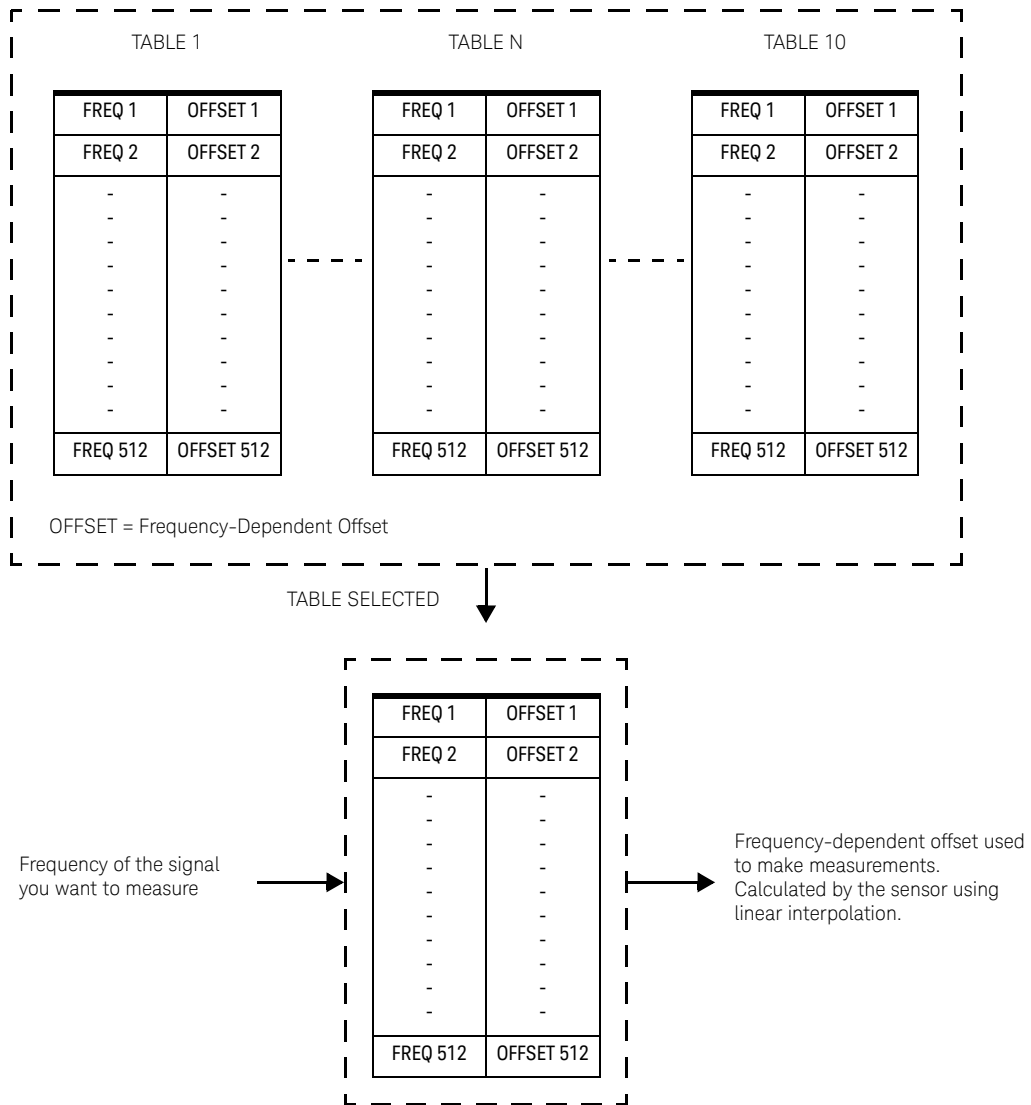 TABLE 1 TABLE N TABLE 10
FREQ 1 OFFSET 1 FREQ 1 OFFSET 1 FREQ 1 OFFSET 1
FREQ 2 OFFSET 2 FREQ 2 OFFSET 2 FREQ 2 OFFSET 2
- - - - - -
- - - - - -
- - - - - -
- - - - - -
- - - - - -
- - - - - -
- - - - - -
- - - - - -
- - - - - -
- - - - - -
FREQ 512 OFFSET 512 FREQ 512 OFFSET 512 FREQ 512 OFFSET 512
OFFSET = Frequency-Dependent Offset
TABLE SELECTED
FREQ 1 OFFSET 1
FREQ 2 OFFSET 2
- -
- -
- -
- -
- -
- -
- -
- -
- -
- -
FREQ 512 OFFSET 512
Frequency of the signal
you want to measure
Frequency-dependent offset used
to make measurements.
Calculated by the sensor using
linear interpolation.